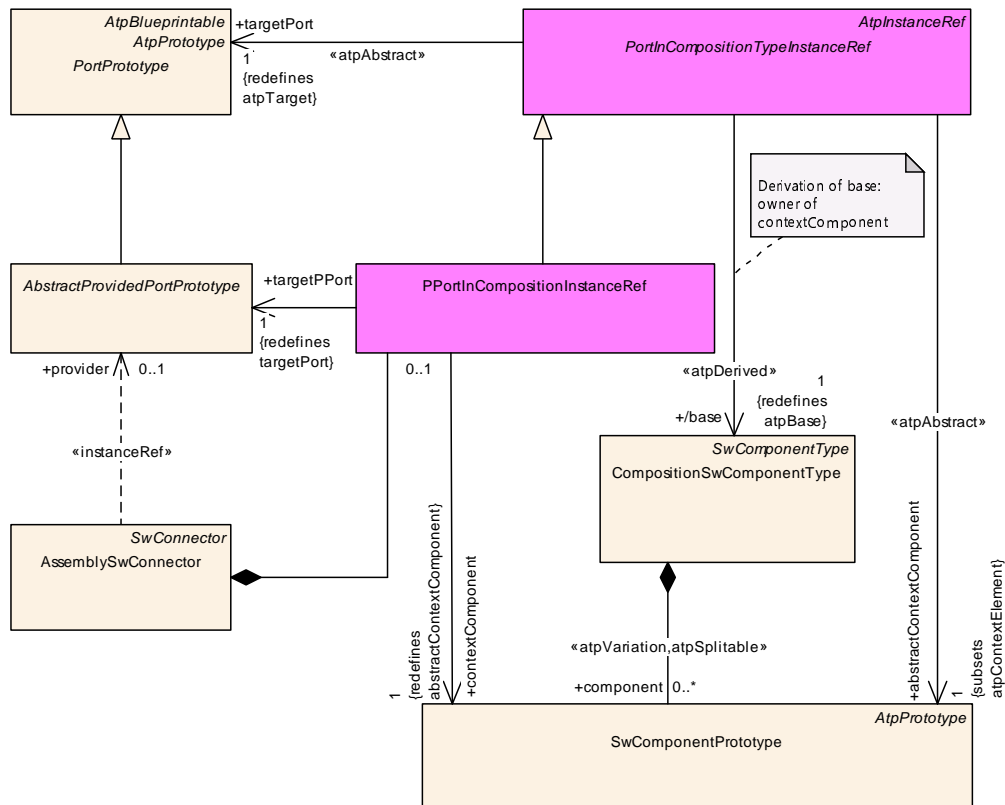 AtpBlueprintable
AtpPrototype
PortPrototype
+targetPort
«atpAbstract»
1
{redefines
atpTarget}
AtpInstanceRef
PortInCompositionTypeInstanceRef
Derivation of base:
owner of
contextComponent
AbstractProvidedPortPrototype
+targetPPort
1
{redefines
targetPort}
PPortInCompositionInstanceRef
+provider
0..1
«instanceRef»
0..1
«atpDerived»
1
{redefines
atpBase}
+/base
«atpAbstract»
SwComponentType
CompositionSwComponentType
SwConnector
AssemblySwConnector
1
{redefines
abstractContextComponent}
+contextComponent
«atpVariation,atpSplitable»
+component
0..*
+abstractContextComponent
1
{subsets
atpContextElement}
AtpPrototype
SwComponentPrototype